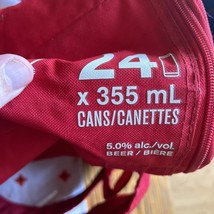 24
x 355 mL
CANS/CANETTES
5.0% alc./vol.
BEER/BIÈRE